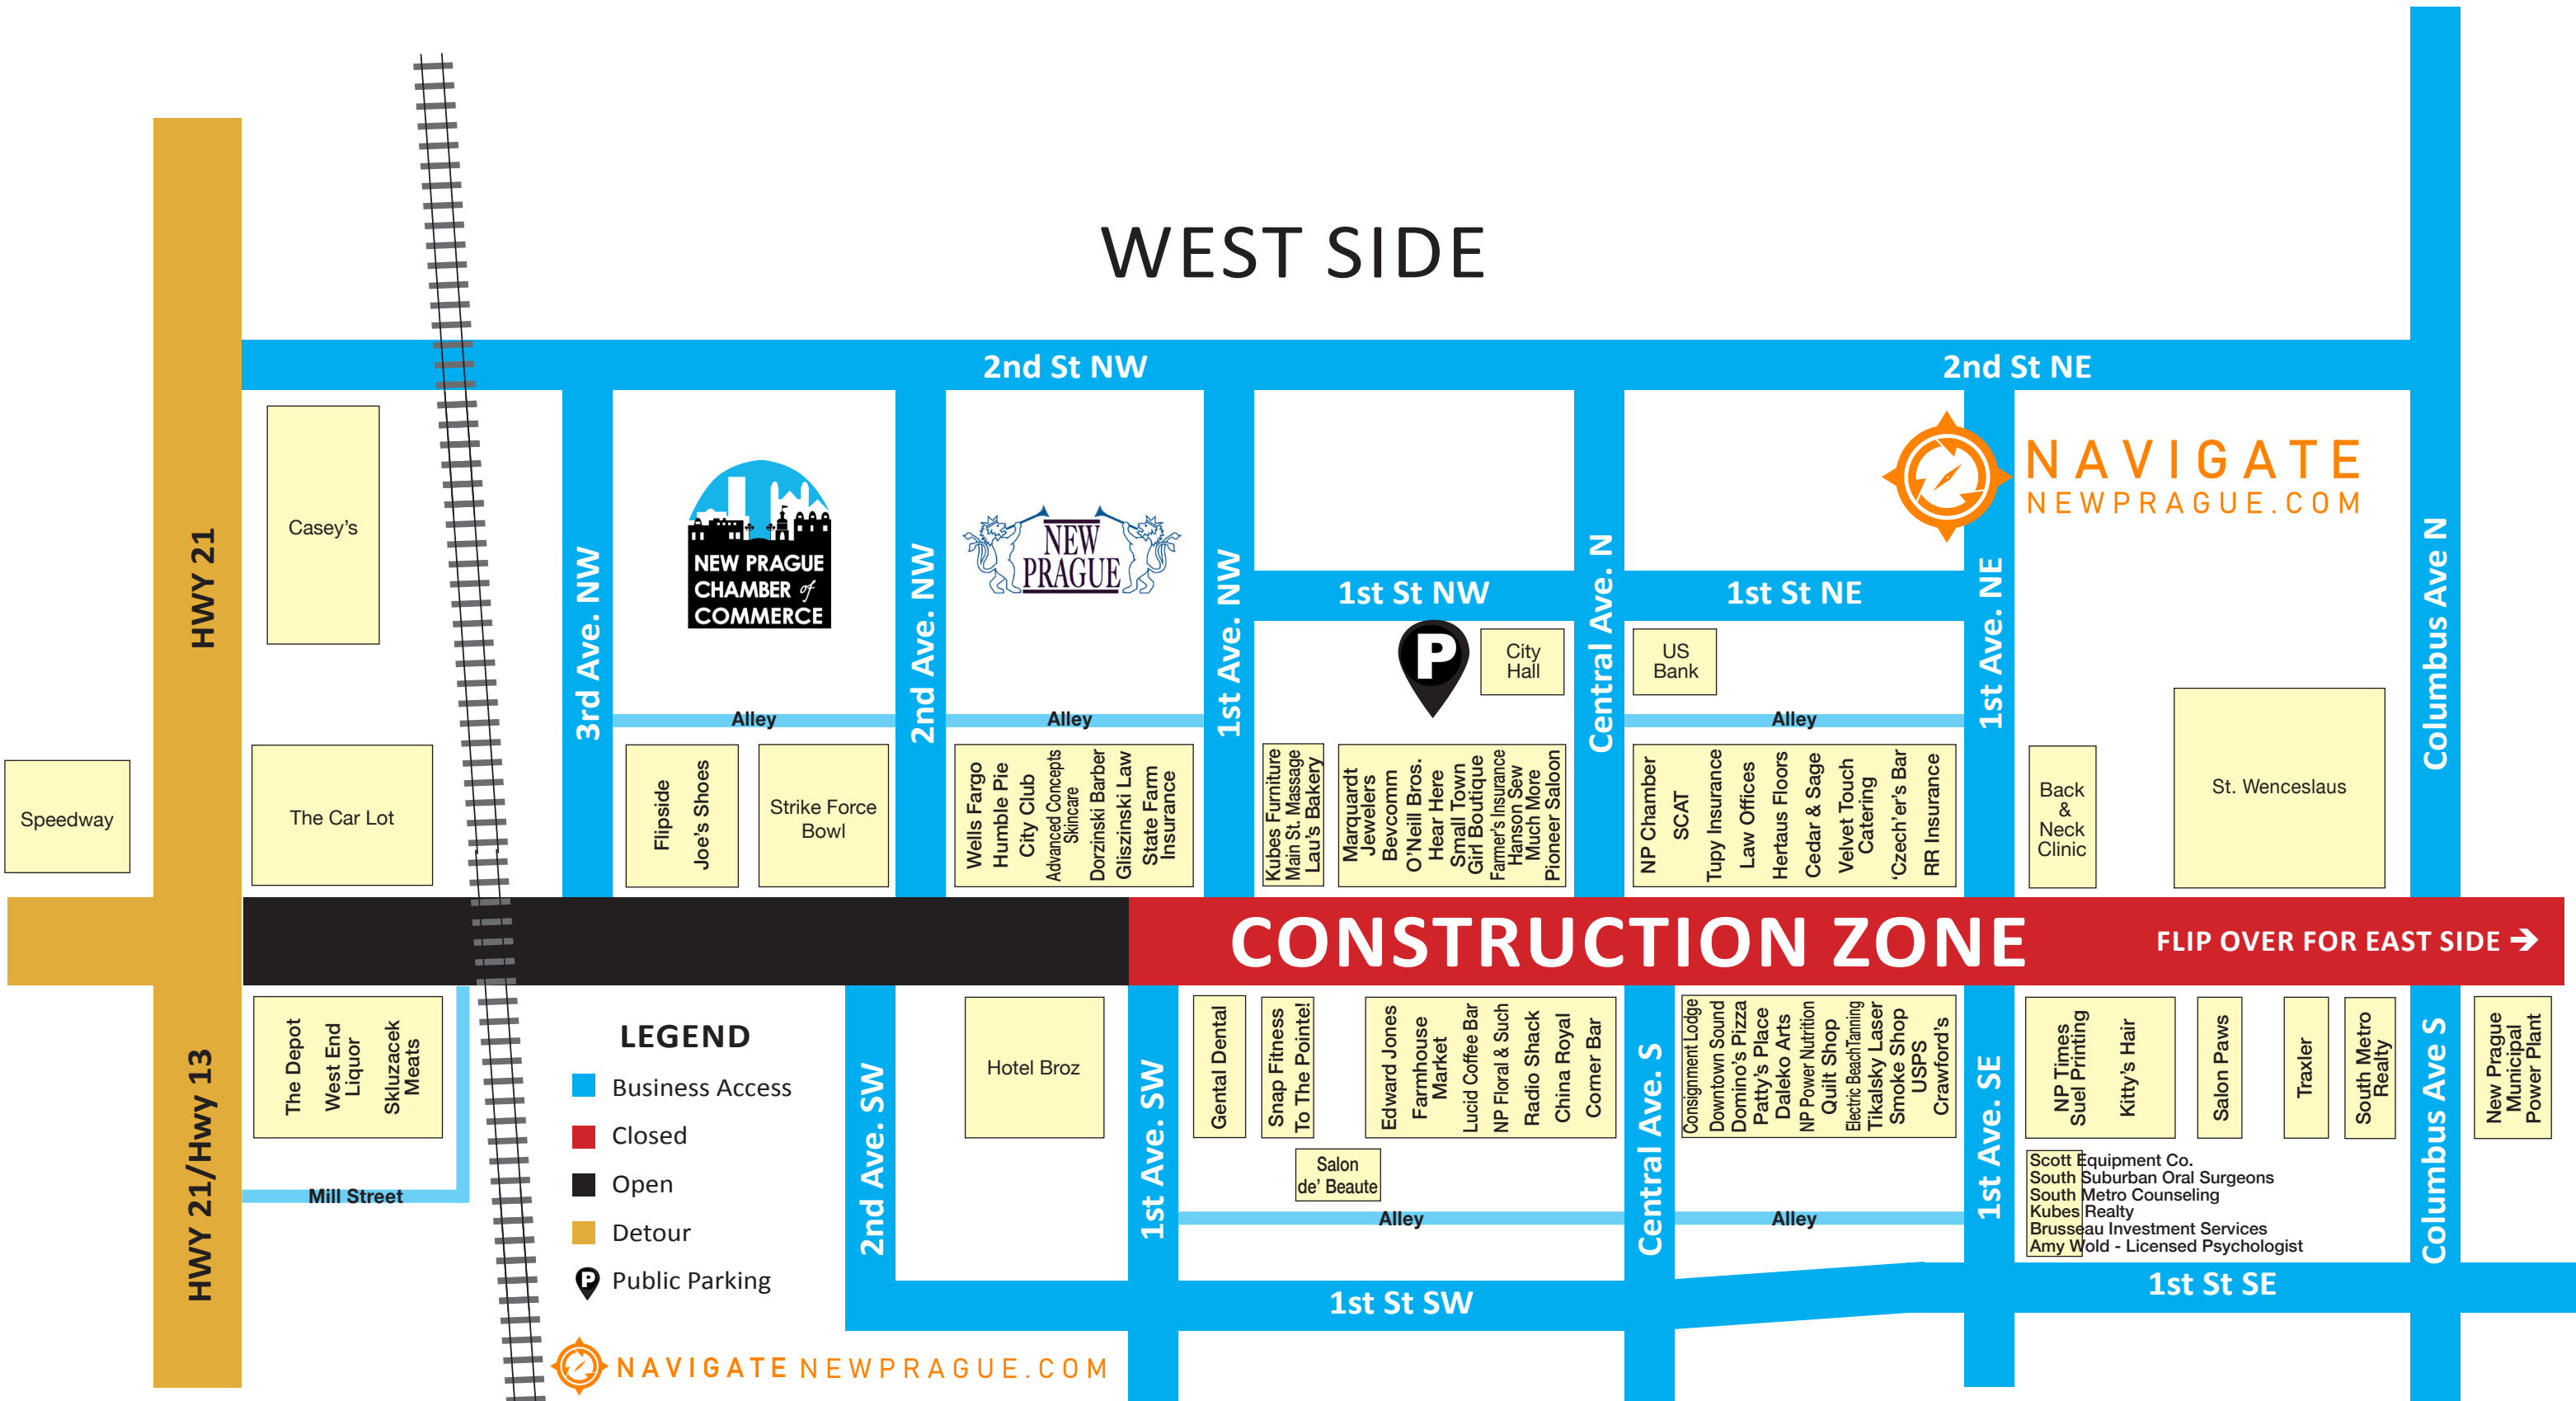 WEST SIDE
2nd St NW
2nd St NE
NAVIGATE
NEWPRAGUE.COM
HWY 21
Casey's
3rd Ave. NW
NEW PRAGUE
CHAMBER of
COMMERCE
2nd Ave. NW
NEW
PRAGUE
1st Ave. NW
1st St NW
P
City
Hall
Central Ave. N
1st St NE
US
Bank
1st Ave. NE
Columbus Ave N
Alley
Alley
Alley
Speedway
The Car Lot
Flipside
Joe's Shoes
Strike Force
Bowl
Wells Fargo
Humble Pie
City Club
Advanced Concepts
Skincare
Dorzinski Barber
Gliszinski Law
State Farm
Insurance
Kubes Furniture
Main St. Massage
Lau's Bakery
Marquardt
Jewelers
Bevcomm
O'Neill Bros.
Hear Here
Small Town
Girl Boutique
Farmer's Insurance
Hanson Sew
Much More
Pioneer Saloon
NP Chamber
SCAT
Tupy Insurance
Law Offices
Hertaus Floors
Cedar & Sage
Velvet Touch
Catering
'Czech'er's Bar
RR Insurance
Back
&
Neck
Clinic
St. Wenceslaus
CONSTRUCTION ZONE
FLIP OVER FOR EAST SIDE →
HWY 21/Hwy 13
The Depot
West End
Liquor
Skluzacek
Meats
Mill Street
LEGEND
Business Access
Closed
Open
Detour
P Public Parking
2nd Ave. SW
Hotel Broz
1st Ave. SW
Gental Dental
Snap Fitness
To The Pointe!
Salon
de' Beaute
Edward Jones
Farmhouse
Market
Lucid Coffee Bar
NP Floral & Such
Radio Shack
China Royal
Corner Bar
Alley
Central Ave. S
Consignment Lodge
Downtown Sound
Domino's Pizza
Patty's Place
Daleko Arts
NP Power Nutrition
Quilt Shop
Electric BeachTanning
Tikalsky Laser
Smoke Shop
USPS
Crawford's
Alley
1st Ave. SE
NP Times
Suel Printing
Kitty's Hair
Salon Paws
Traxler
South Metro
Realty
Columbus Ave S
New Prague
Municipal
Power Plant
Scott Equipment Co.
South Suburban Oral Surgeons
South Metro Counseling
Kubes Realty
Brusseau Investment Services
Amy Wold - Licensed Psychologist
1st St SW
1st St SE
NAVIGATE NEWPRAGUE.COM